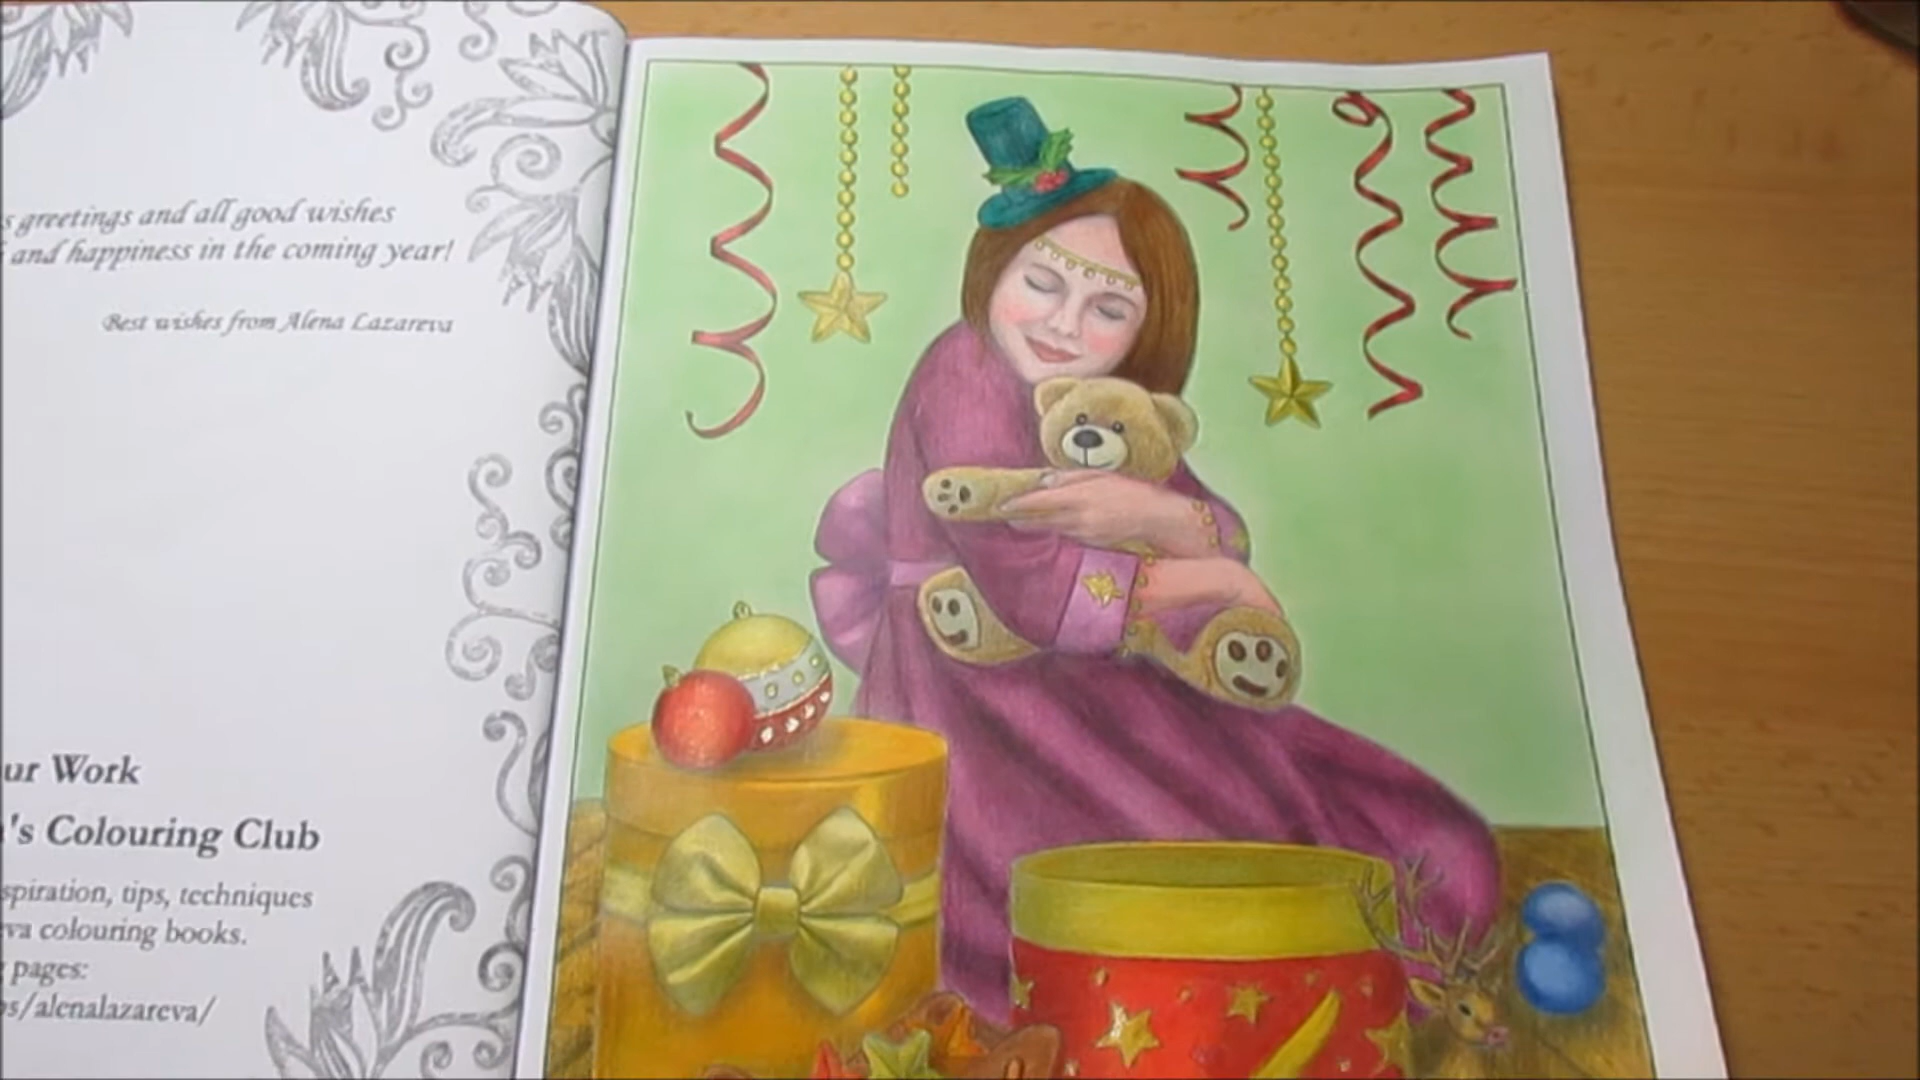 s greetings and all good wishes
and happiness in the coming year!
Best wishes from Alena Lazareva
ur Work
's Colouring Club
spiration, tips, techniques
va colouring books.
pages:
s/alenalazareva/